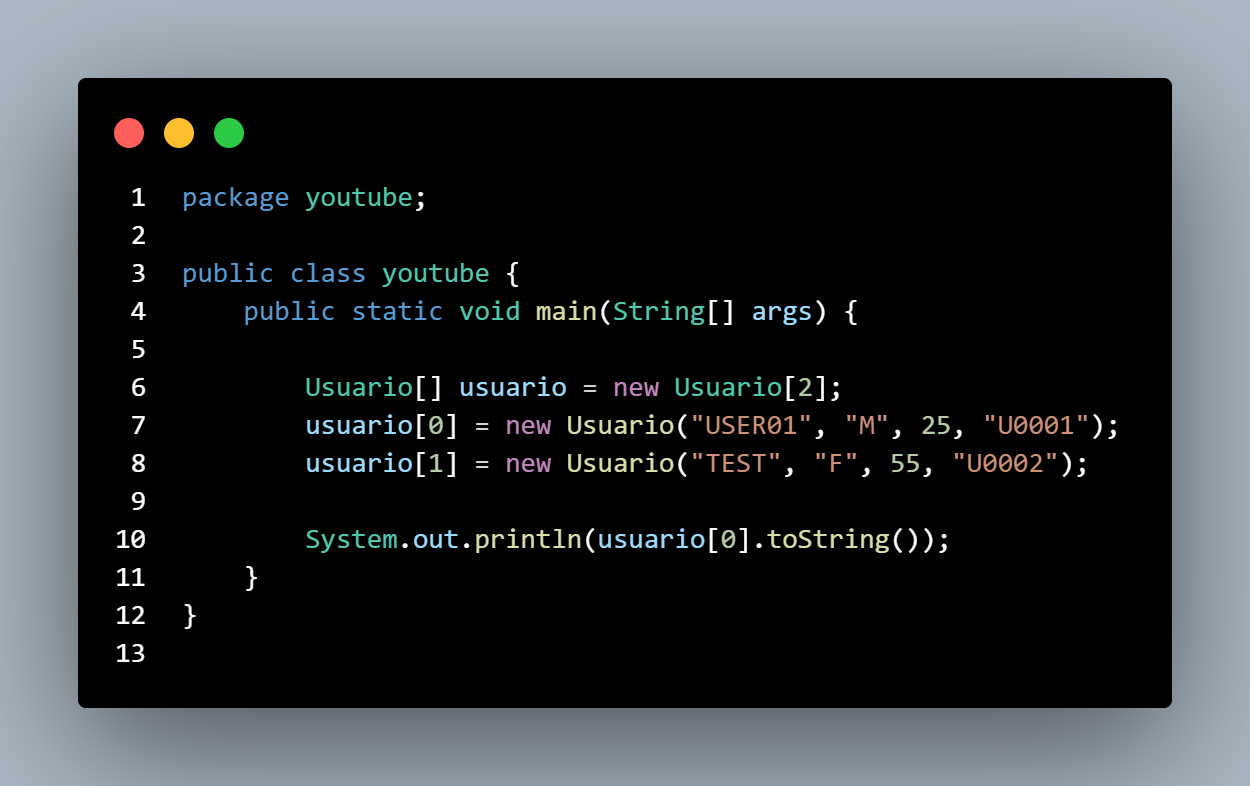 1 package youtube;
2
3 public class youtube {
4     public static void main(String[] args) {
5
6         Usuario[] usuario = new Usuario[2];
7         usuario[0] = new Usuario("USER01", "M", 25, "U0001");
8         usuario[1] = new Usuario("TEST", "F", 55, "U0002");
9
10         System.out.println(usuario[0].toString());
11     }
12 }
13